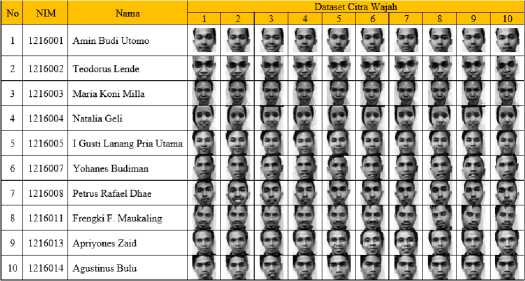 No NIM Nama Dataset Citra Wajah
1 2 3 4 5 6 7 8 9 10
1 1216001 Amin Budi Utomo
2 1216002 Teodorus Lende
3 1216003 Maria Koni Milla
4 1216004 Natalia Geli
5 1216005 I Gusti Lanang Pria Utama
6 1216007 Yohanes Budiman
7 1216008 Petrus Rafael Dhae
8 1216011 Frengki F. Maukaling
9 1216013 Apriyones Zaid
10 1216014 Agustinus Bulu